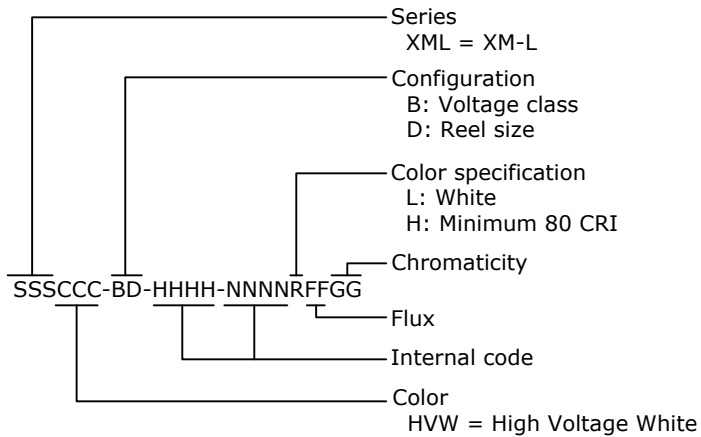 Series
XML = XM-L
Configuration
B: Voltage class
D: Reel size
Color specification
L: White
H: Minimum 80 CRI
Chromaticity
SSSCCC-BD-HHHH-NNNNRFFGG
Flux
Internal code
Color
HVW = High Voltage White